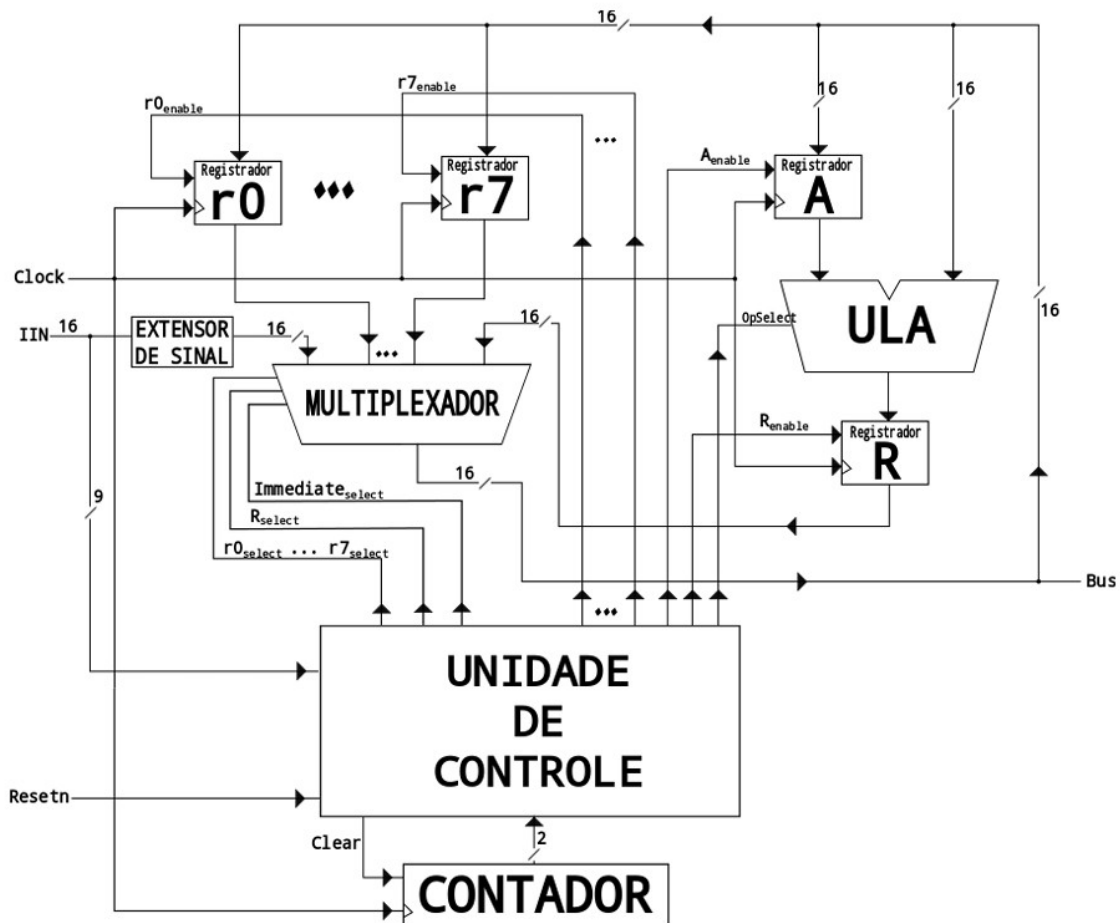 16
r7enable
r0enable
16
16
Aenable
Registrador
r0
Registrador
r7
Registrador
A
Clock
16
IIN
16
EXTENSOR
DE SINAL
16
16
OpSelect
ULA
MULTIPLEXADOR
Renable
Registrador
R
16
Immediateselect
9
Rselect
r0select ... r7select
Bus
UNIDADE
DE
CONTROLE
Resetn
Clear
2
CONTADOR